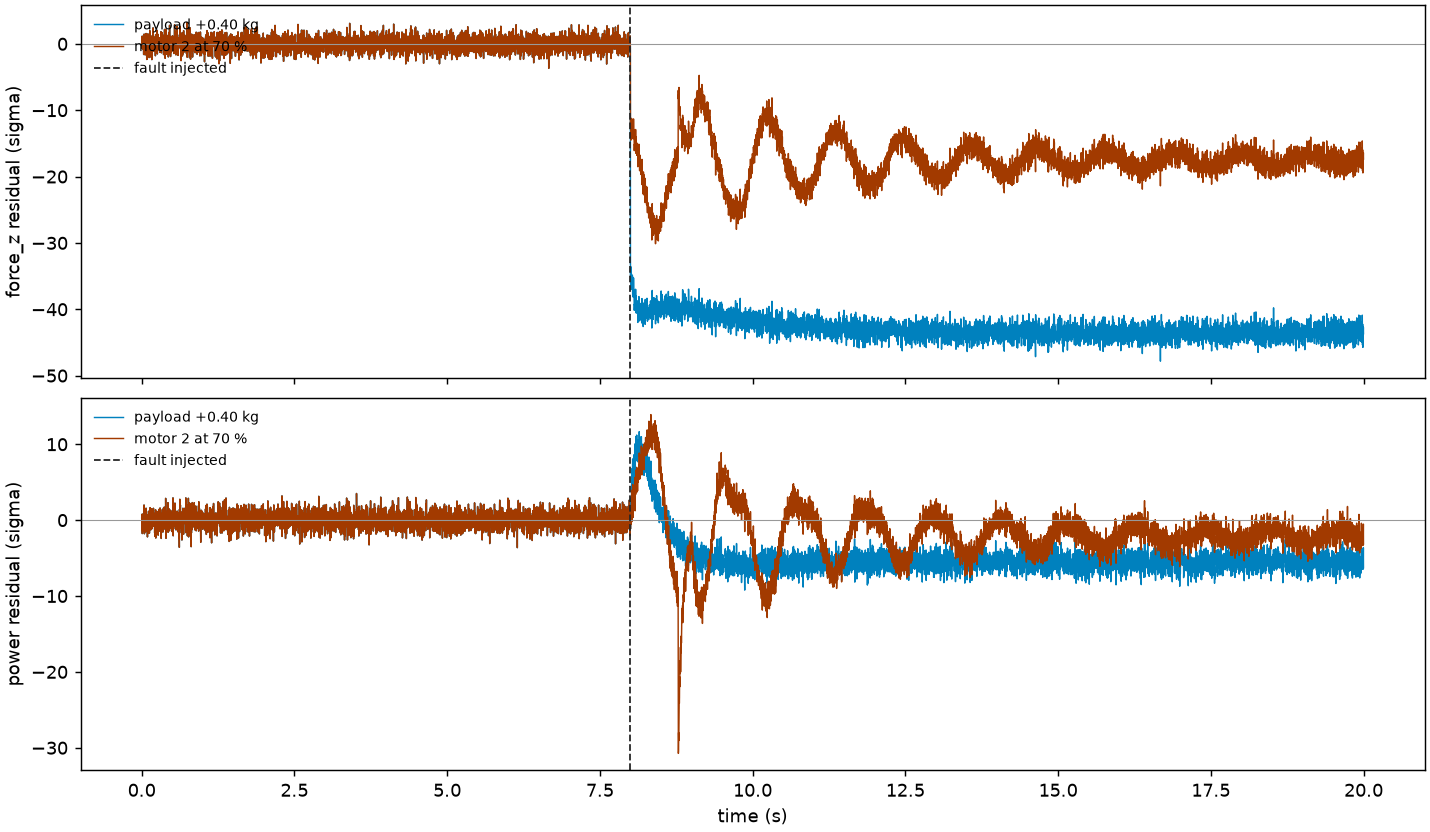 payload +0.40 kg
motor 2 at 70 %
fault injected
0
−10
−20
−30
−40
−50
force_z residual (sigma)
payload +0.40 kg
motor 2 at 70 %
fault injected
10
0
−10
−20
−30
power residual (sigma)
0.0 2.5 5.0 7.5 10.0 12.5 15.0 17.5 20.0
time (s)